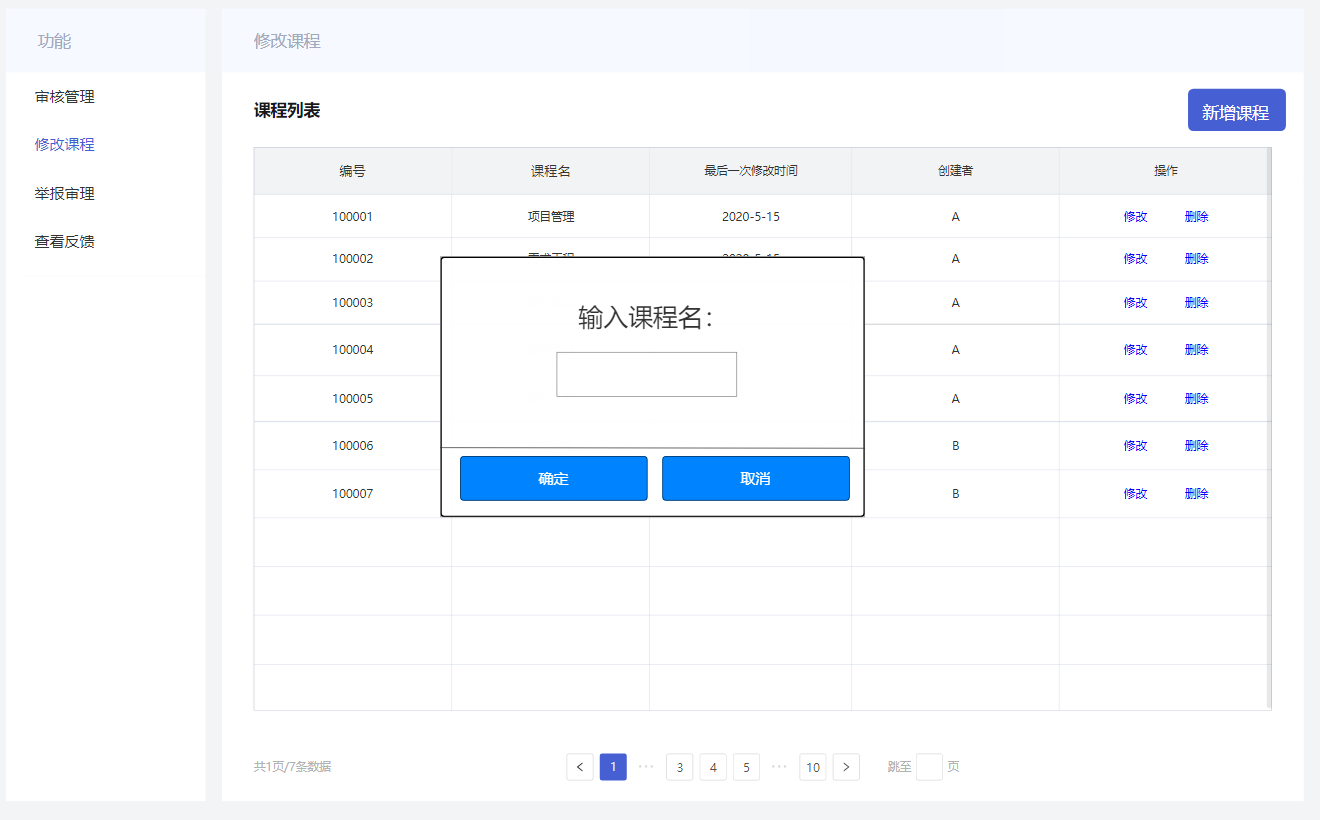 功能
审核管理
修改课程
举报审理
查看反馈
修改课程
课程列表
新增课程
编号 课程名 最后一次修改时间 创建者 操作
100001 项目管理 2020-5-15 A 修改 删除
100002 A 修改 删除
100003 A 修改 删除
100004 A 修改 删除
100005 A 修改 删除
100006 B 修改 删除
100007 B 修改 删除
输入课程名：
确定 取消
共1页/7条数据 < 1 ··· 3 4 5 ··· 10 > 跳至 页